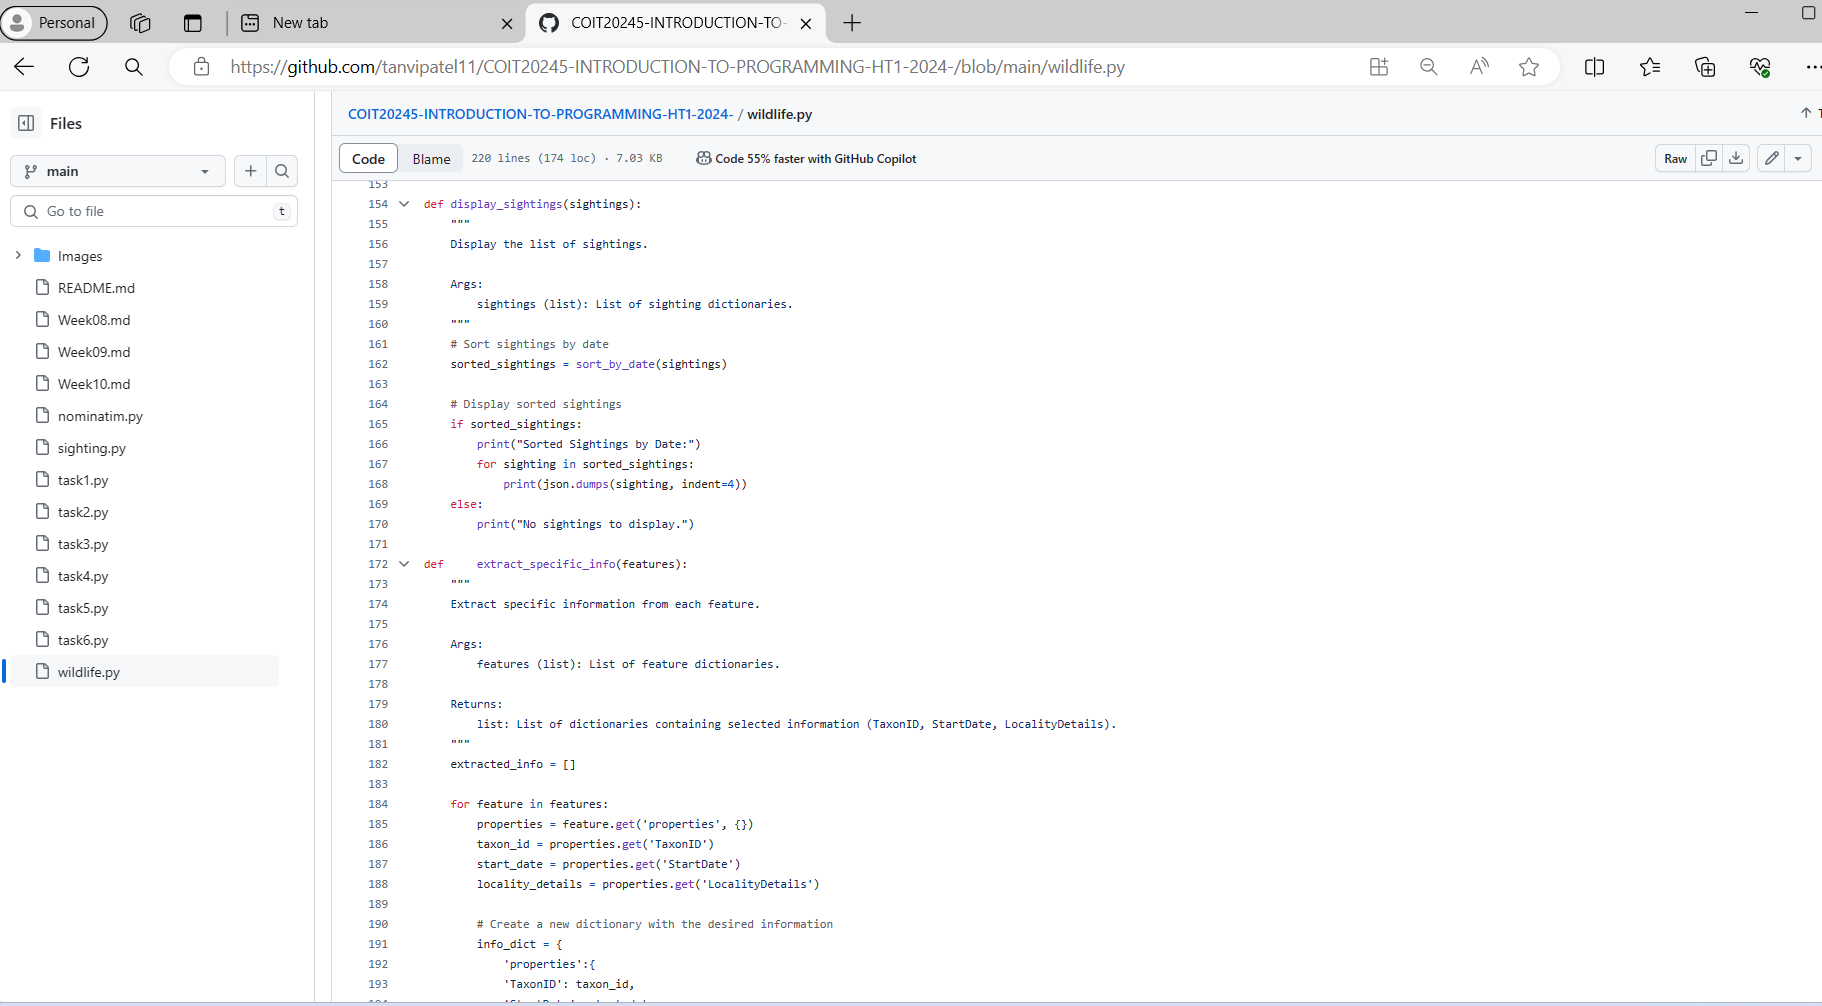 Personal
New tab
COIT20245-INTRODUCTION-TO-
https://github.com/tanvipatel11/COIT20245-INTRODUCTION-TO-PROGRAMMING-HT1-2024-/blob/main/wildlife.py
Files
main
Go to file
t
Images
README.md
Week08.md
Week09.md
Week10.md
nominatim.py
sighting.py
task1.py
task2.py
task3.py
task4.py
task5.py
task6.py
wildlife.py
COIT20245-INTRODUCTION-TO-PROGRAMMING-HT1-2024- / wildlife.py
Code Blame 220 lines (174 loc) · 7.03 KB Code 55% faster with GitHub Copilot
Raw
153
154 def display_sightings(sightings):
155 """
156 Display the list of sightings.
157
158 Args:
159 sightings (list): List of sighting dictionaries.
160 """
161 # Sort sightings by date
162 sorted_sightings = sort_by_date(sightings)
163
164 # Display sorted sightings
165 if sorted_sightings:
166 print("Sorted Sightings by Date:")
167 for sighting in sorted_sightings:
168 print(json.dumps(sighting, indent=4))
169 else:
170 print("No sightings to display.")
171
172 def extract_specific_info(features):
173 """
174 Extract specific information from each feature.
175
176 Args:
177 features (list): List of feature dictionaries.
178
179 Returns:
180 list: List of dictionaries containing selected information (TaxonID, StartDate, LocalityDetails).
181 """
182 extracted_info = []
183
184 for feature in features:
185 properties = feature.get('properties', {})
186 taxon_id = properties.get('TaxonID')
187 start_date = properties.get('StartDate')
188 locality_details = properties.get('LocalityDetails')
189
190 # Create a new dictionary with the desired information
191 info_dict = {
192 'properties':{
193 'TaxonID': taxon_id,